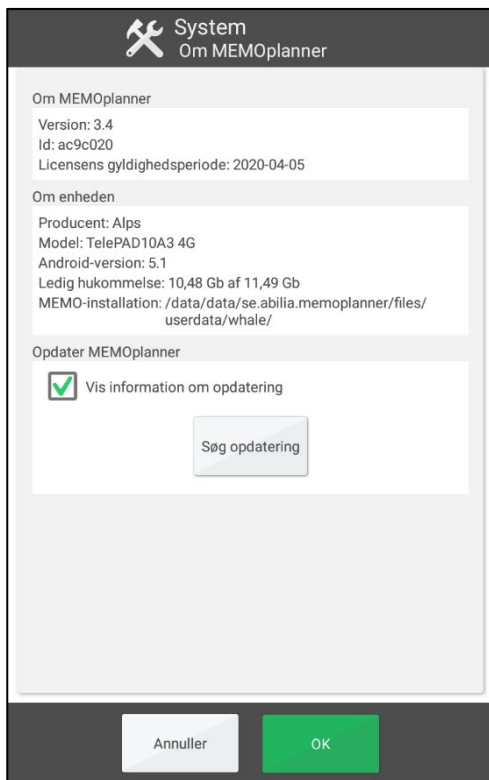 System
Om MEMOplanner
Om MEMOplanner
Version: 3.4
Id: ac9c020
Licensens gyldighedsperiode: 2020-04-05
Om enheden
Producent: Alps
Model: TelePAD10A3 4G
Android-version: 5.1
Ledig hukommelse: 10,48 Gb af 11,49 Gb
MEMO-installation: /data/data/se.abilia.memoplanner/files/
userdata/whale/
Opdater MEMOplanner
Vis information om opdatering
Søg opdatering
Annuller
OK